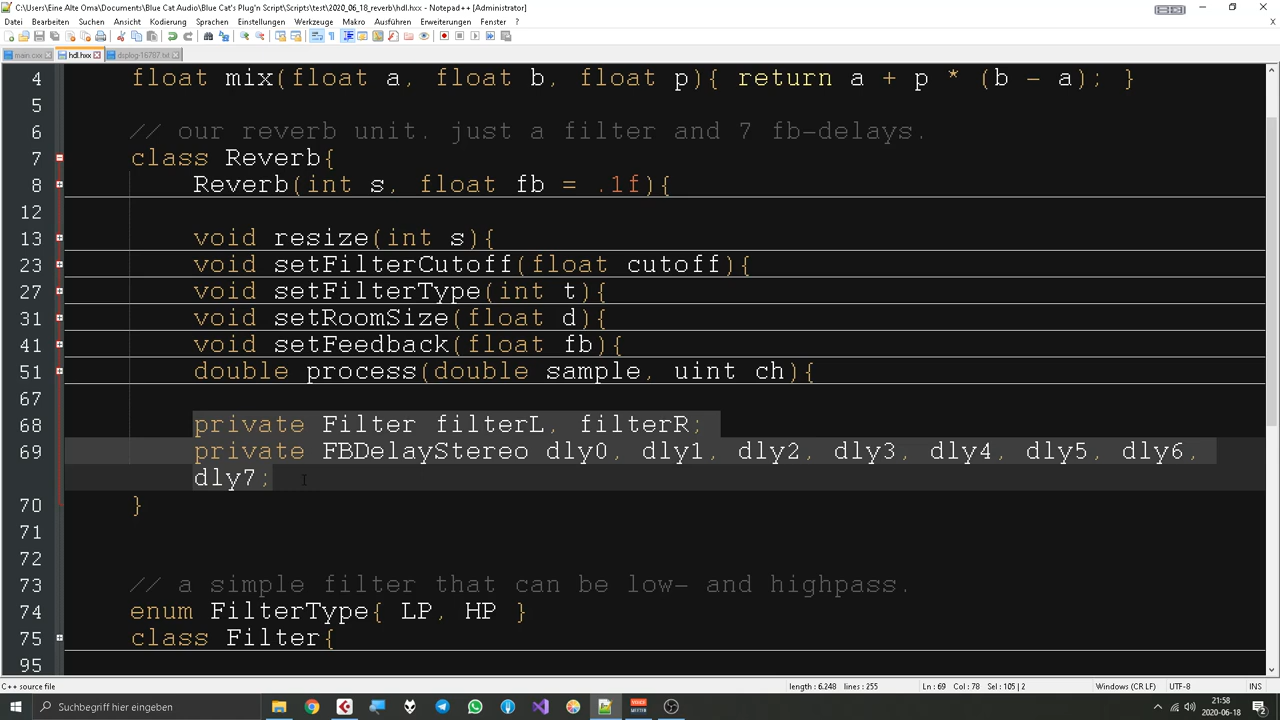 C:\Users\Eine Alte Oma\Documents\Blue Cat Audio\Blue Cat's Plug'n Script\Scripts\test\2020_06_18_reverb\hdl.hxx - Notepad++ [Administrator]
Datei Bearbeiten Suchen Ansicht Kodierung Sprachen Einstellungen Werkzeuge Makro Ausführen Erweiterungen Fenster ?
main.cxx hdl.hxx dsplog-16787.txt
4 float mix(float a, float b, float p){ return a + p * (b - a); }
5
6 // our reverb unit. just a filter and 7 fb-delays.
7 class Reverb{
8 Reverb(int s, float fb = .1f){
12
13 void resize(int s){
23 void setFilterCutoff(float cutoff){
27 void setFilterType(int t){
31 void setRoomSize(float d){
41 void setFeedback(float fb){
51 double process(double sample, uint ch){
67
68 private Filter filterL, filterR;
69 private FBDelayStereo dly0, dly1, dly2, dly3, dly4, dly5, dly6,
dly7;
70 }
71
72
73 // a simple filter that can be low- and highpass.
74 enum FilterType{ LP, HP }
75 class Filter{
95
C++ source file length : 6.248 lines : 255 Ln : 69 Col : 78 Sel : 105 | 2 Windows (CR LF) UTF-8 INS
Suchbegriff hier eingeben 21:58
2020-06-18